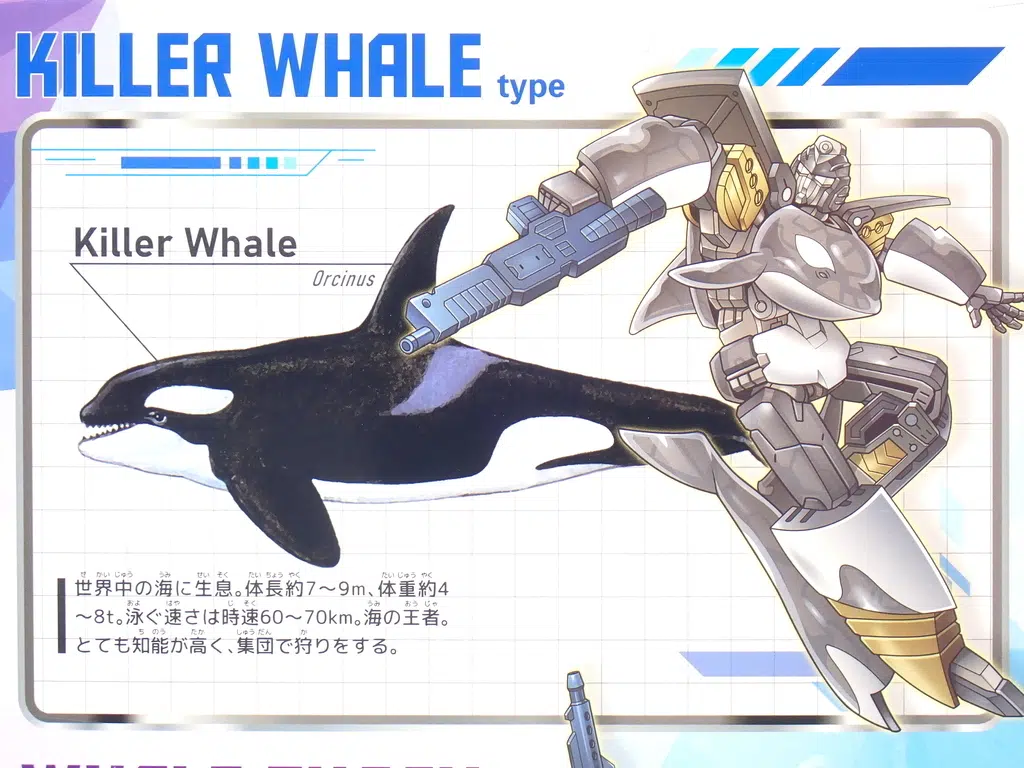 KILLER WHALE type
Killer Whale
Orcinus
世界中の海に生息。体長約7〜9m、体重約4
〜8t。泳ぐ速さは時速60〜70km。海の王者。
とても知能が高く、集団で狩りをする。